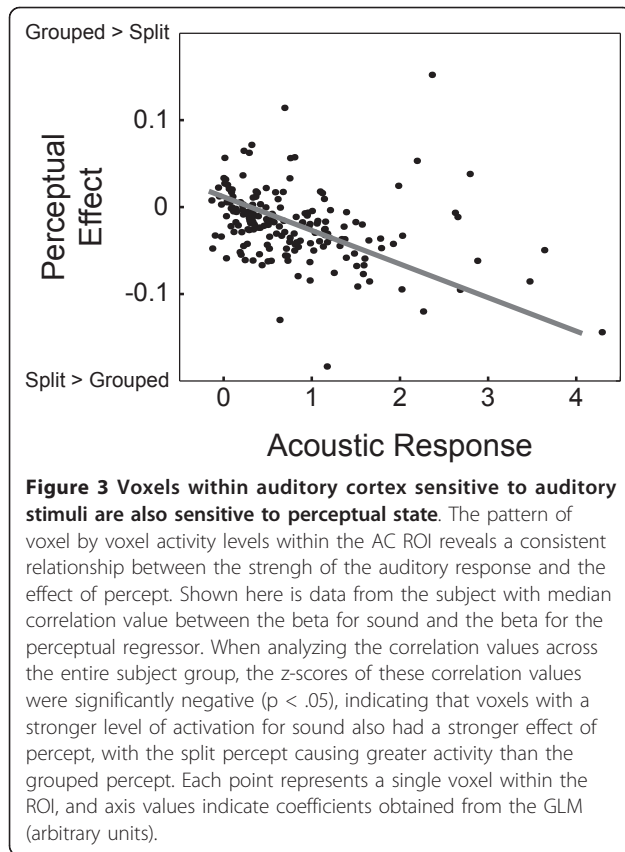 Grouped > Split
0.1
0
-0.1
Split > Grouped
Perceptual
Effect
0
1
2
3
4
Acoustic Response
Figure 3 Voxels within auditory cortex sensitive to auditory
stimuli are also sensitive to perceptual state. The pattern of
voxel by voxel activity levels within the AC ROI reveals a consistent
relationship between the strengh of the auditory response and the
effect of percept. Shown here is data from the subject with median
correlation value between the beta for sound and the beta for the
perceptual regressor. When analyzing the correlation values across
the entire subject group, the z-scores of these correlation values
were significantly negative (p < .05), indicating that voxels with a
stronger level of activation for sound also had a stronger effect of
percept, with the split percept causing greater activity than the
grouped percept. Each point represents a single voxel within the
ROI, and axis values indicate coefficients obtained from the GLM
(arbitrary units).